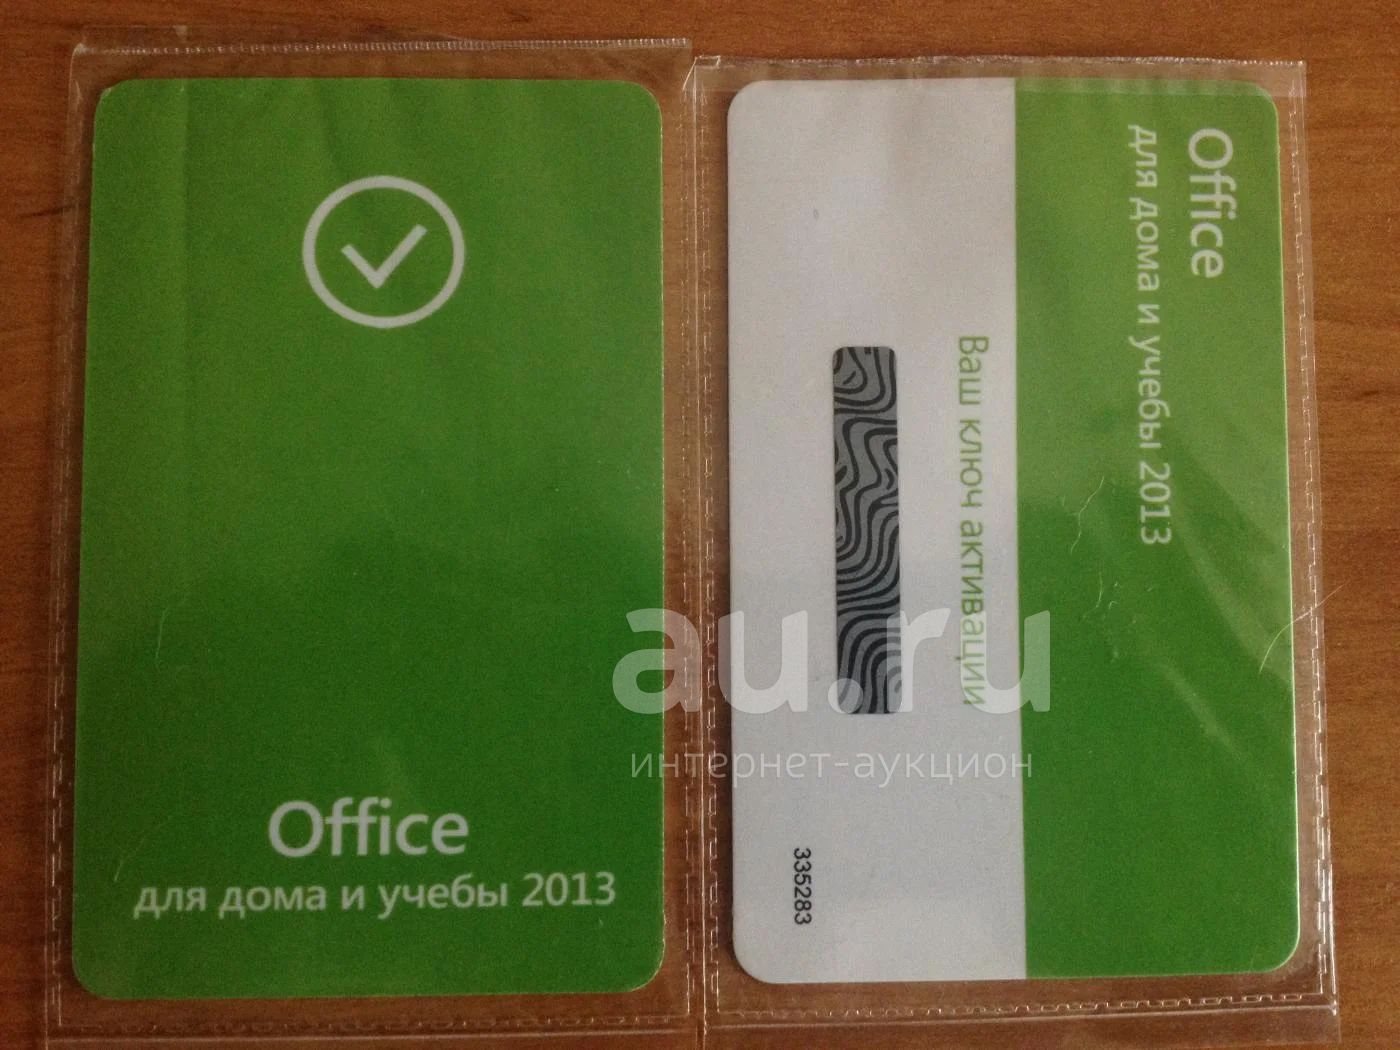 Office
для дома и учебы 2013
Office
для дома и учебы 2013
Ваш ключ активации
335283
au.ru
интернет-аукцион